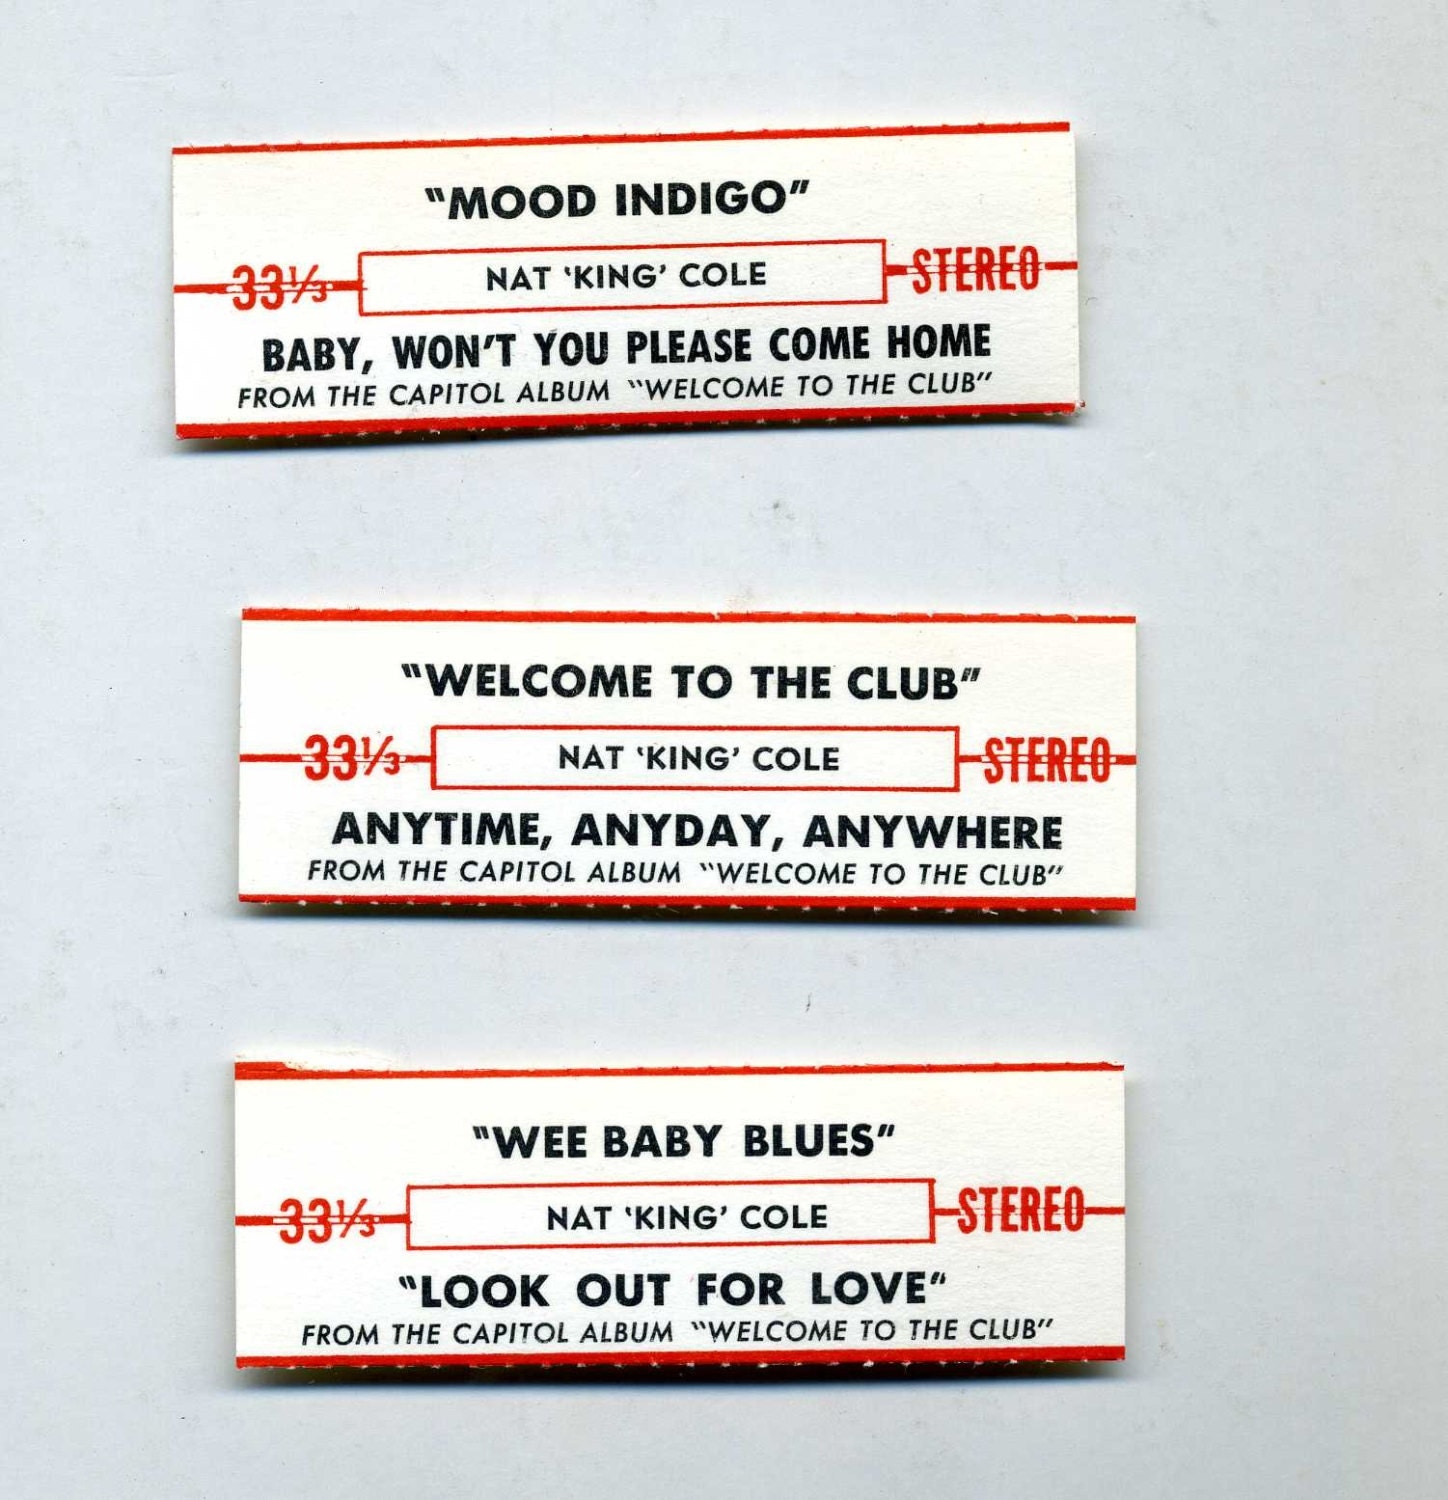 "MOOD INDIGO"
33⅓ NAT 'KING' COLE STEREO
BABY, WON'T YOU PLEASE COME HOME
FROM THE CAPITOL ALBUM "WELCOME TO THE CLUB"
"WELCOME TO THE CLUB"
33⅓ NAT 'KING' COLE STEREO
ANYTIME, ANYDAY, ANYWHERE
FROM THE CAPITOL ALBUM "WELCOME TO THE CLUB"
"WEE BABY BLUES"
33⅓ NAT 'KING' COLE STEREO
"LOOK OUT FOR LOVE"
FROM THE CAPITOL ALBUM "WELCOME TO THE CLUB"